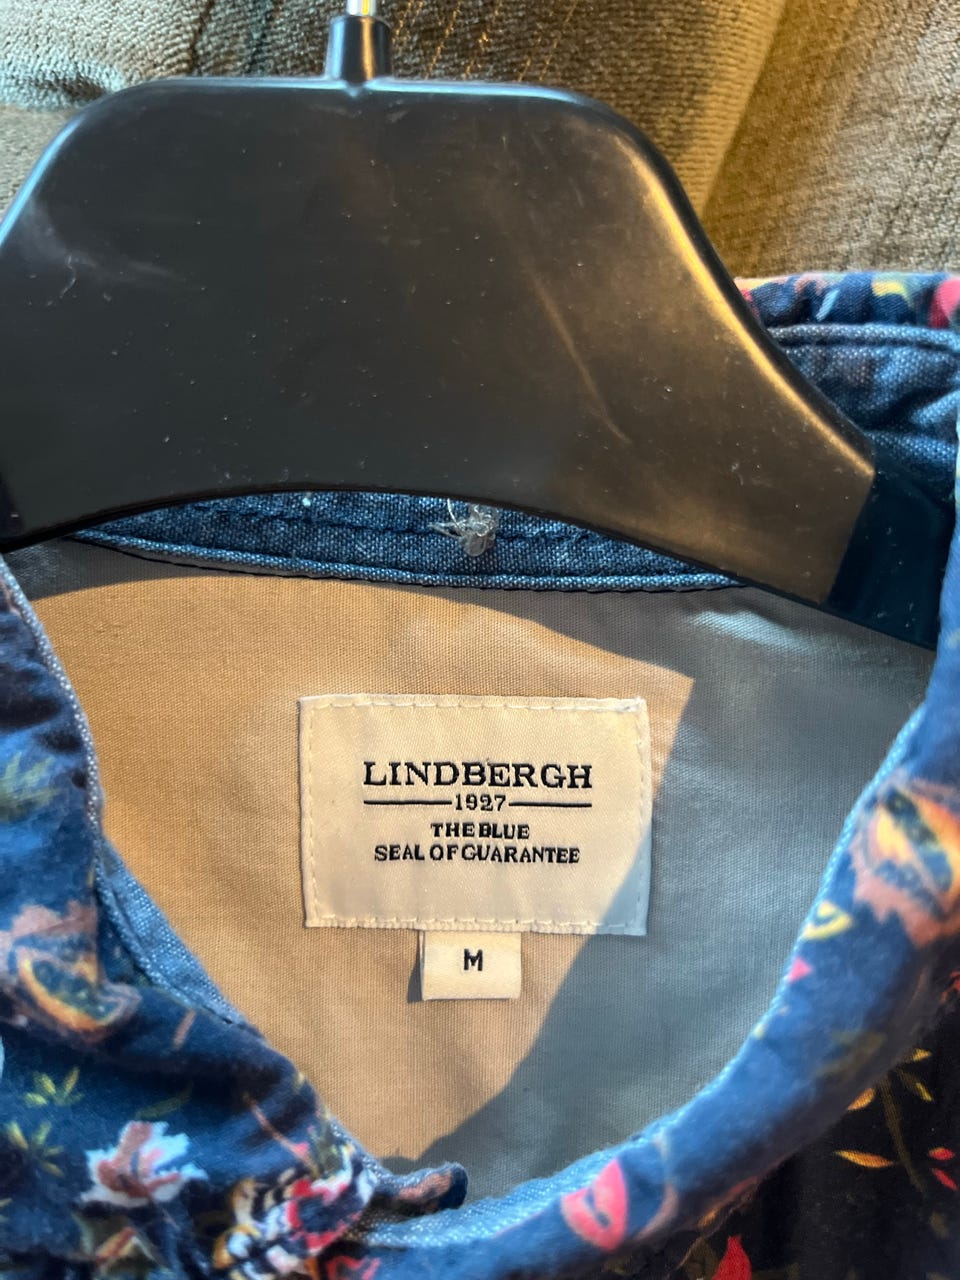 LINDBERGH
1927
THE BLUE
SEAL OF GUARANTEE
M